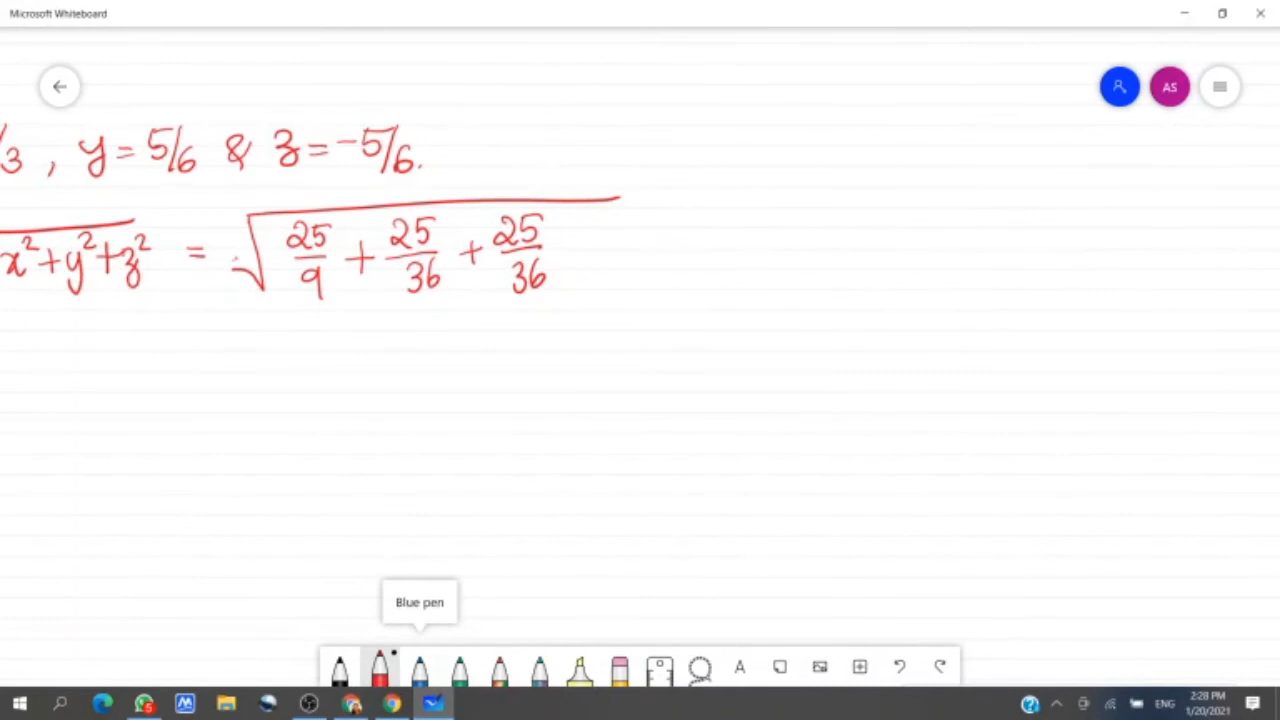 Microsoft Whiteboard
AS
/3 , y = 5/6 & z = -5/6.
x²+y²+z² = √(25/9 + 25/36 + 25/36)
Blue pen
A
5
ENG
2:28 PM
1/20/2021